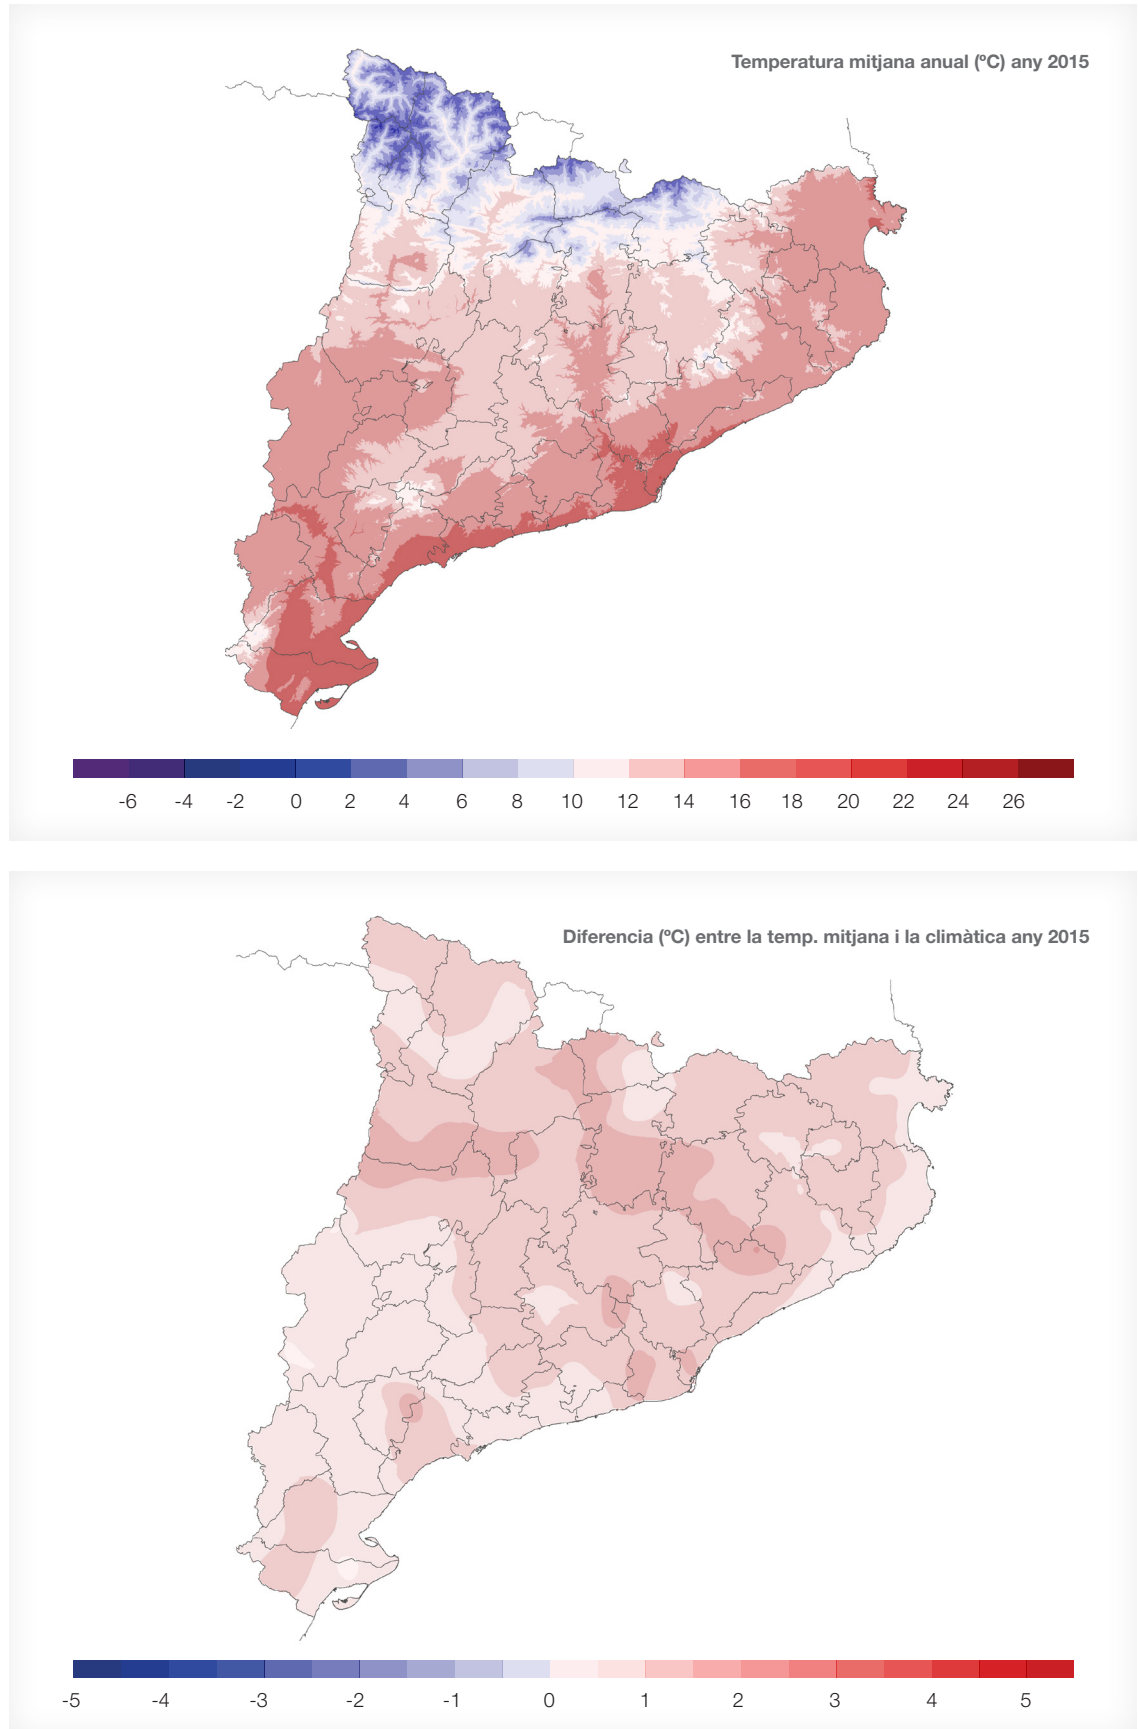 Temperatura mitjana anual (ºC) any 2015
-6 -4 -2 0 2 4 6 8 10 12 14 16 18 20 22 24 26
Diferencia (ºC) entre la temp. mitjana i la climàtica any 2015
-5 -4 -3 -2 -1 0 1 2 3 4 5